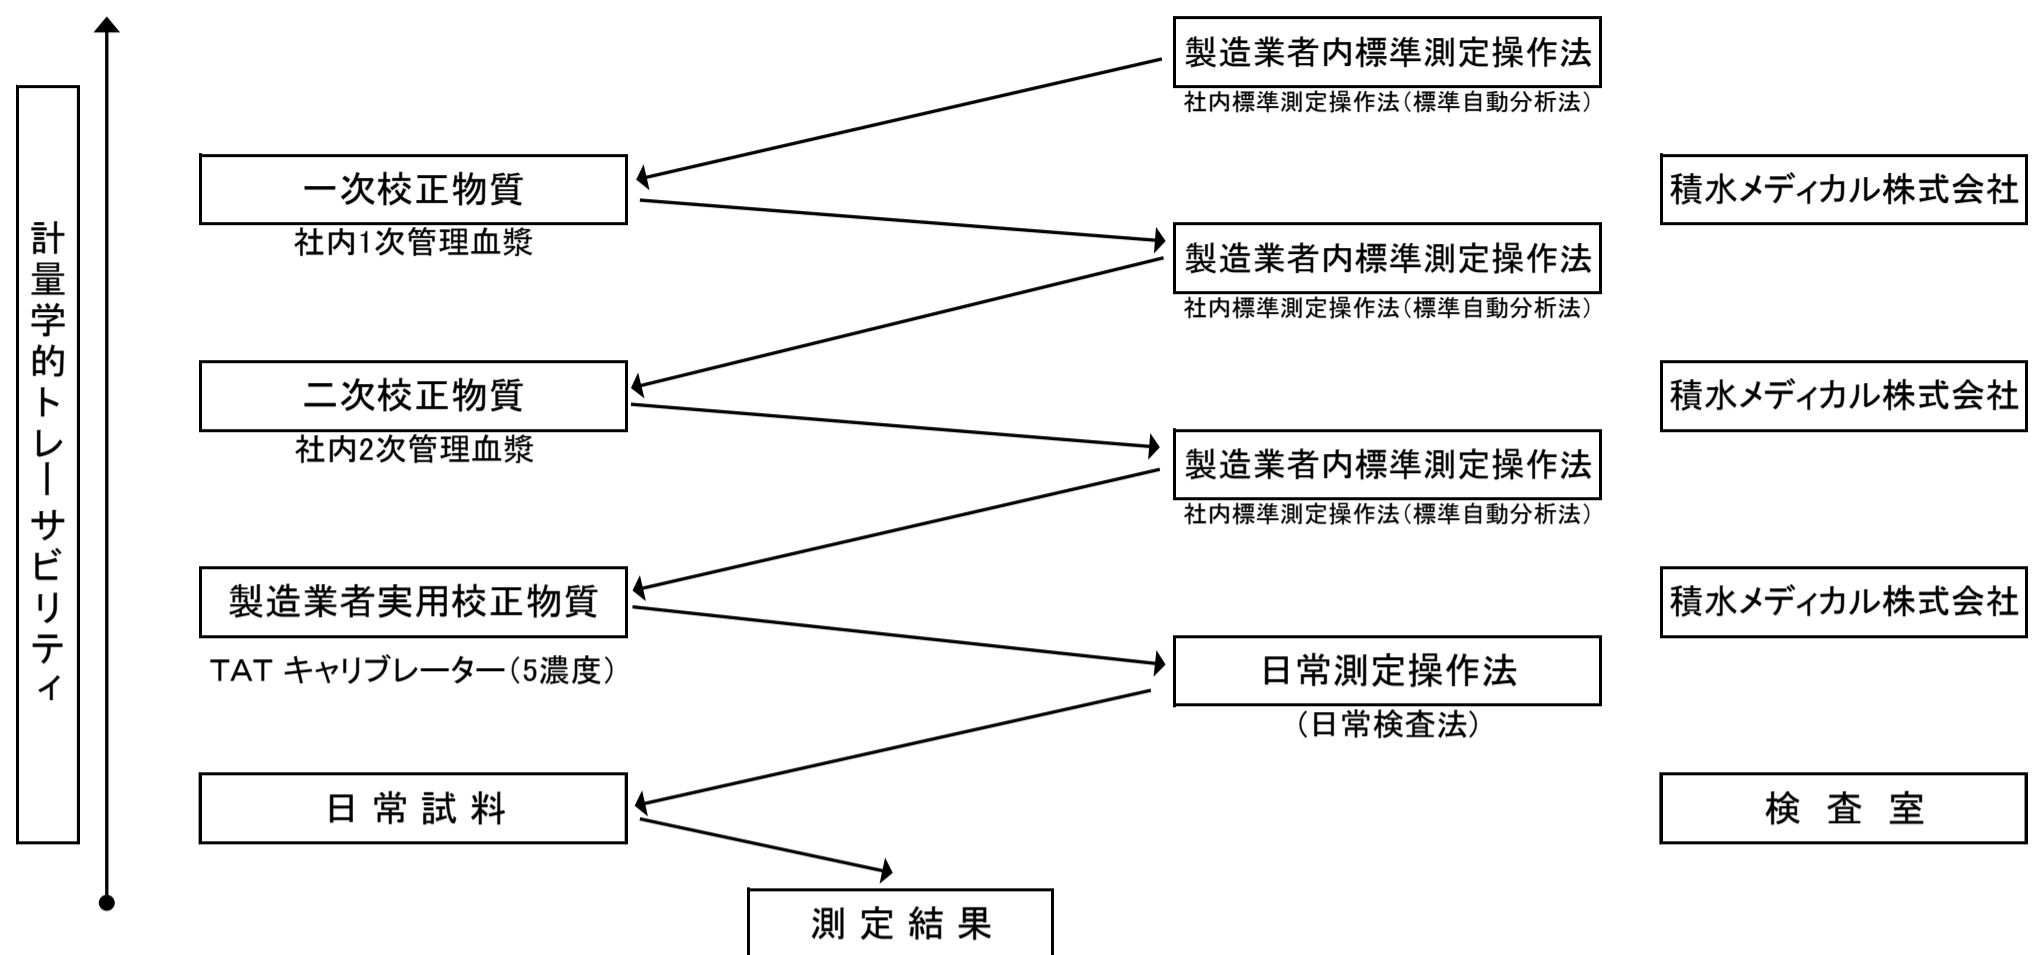 製造業者内標準測定操作法
社内標準測定操作法（標準自動分析法）
一次校正物質
社内1次管理血漿
積水メディカル株式会社
製造業者内標準測定操作法
社内標準測定操作法（標準自動分析法）
二次校正物質
社内2次管理血漿
積水メディカル株式会社
製造業者内標準測定操作法
社内標準測定操作法（標準自動分析法）
製造業者実用校正物質
TAT キャリブレーター（5濃度）
積水メディカル株式会社
日常測定操作法
（日常検査法）
日常試料
検査室
測定結果
計量学的トレーサビリティ